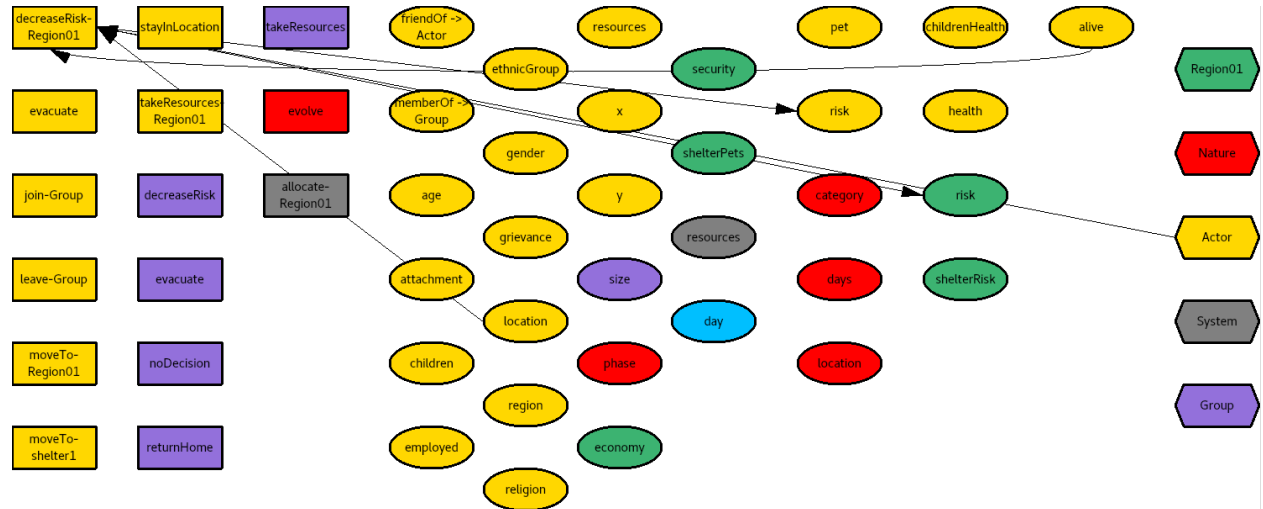 decreaseRisk-
Region01
stayInLocation
takeResources
friendOf ->
Actor
resources
pet
childrenHealth
alive
ethnicGroup
security
Region01
evacuate
takeResources-
Region01
evolve
memberOf ->
Group
x
risk
health
gender
shelterPets
Nature
join-Group
decreaseRisk
allocate-
Region01
age
y
category
risk
grievance
resources
Actor
leave-Group
evacuate
attachment
size
days
shelterRisk
location
day
System
moveTo-
Region01
noDecision
children
phase
location
region
Group
moveTo-
shelter1
returnHome
employed
economy
religion